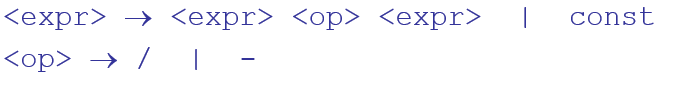 <expr> → <expr> <op> <expr> | const
<op> → / | -